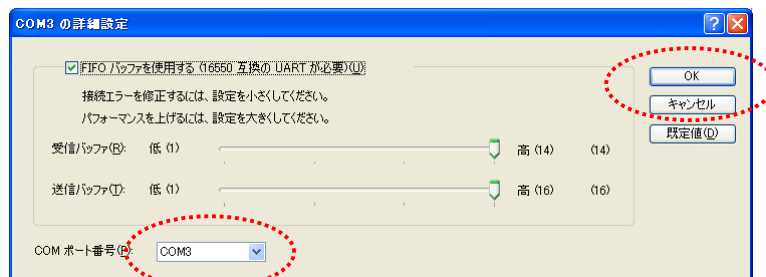 COM3 の詳細設定
FIFO バッファを使用する (16550 互換の UART が必要)(U)
接続エラーを修正するには、設定を小さくしてください。
パフォーマンスを上げるには、設定を大きくしてください。
受信バッファ(R): 低 (1) 高 (14) (14)
送信バッファ(T): 低 (1) 高 (16) (16)
COM ポート番号(P): COM3
OK
キャンセル
既定値(D)